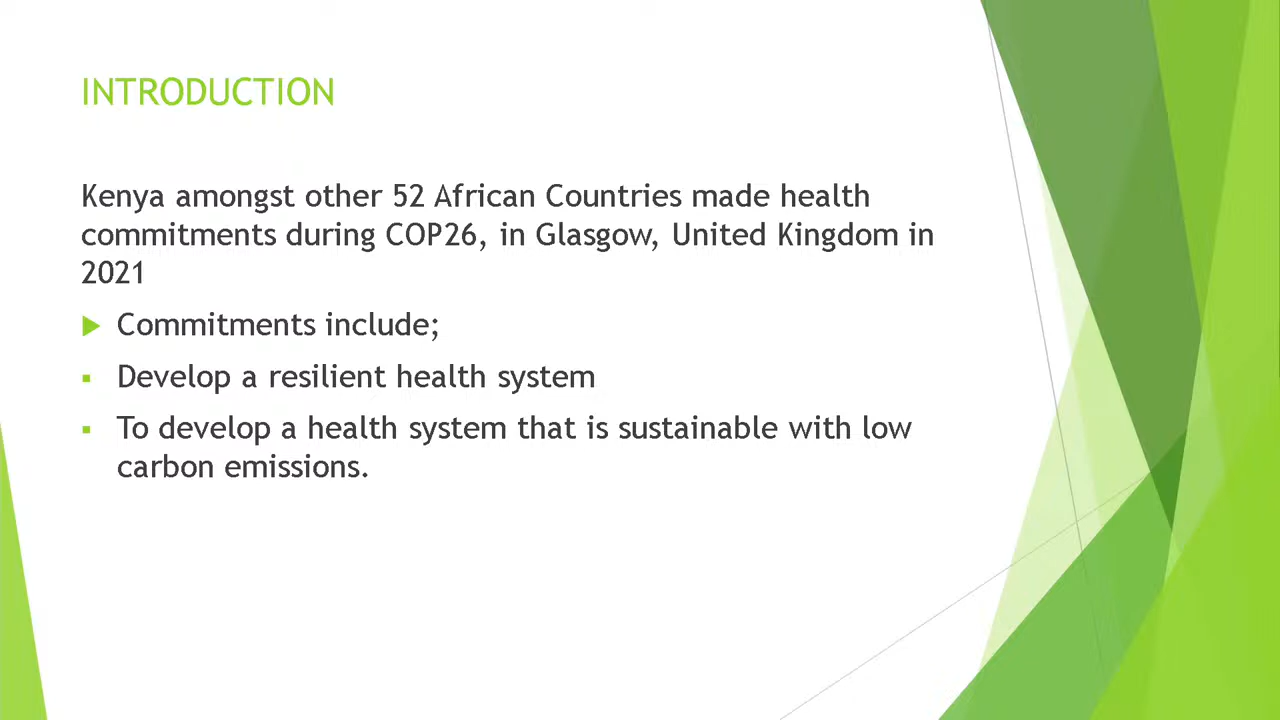 INTRODUCTION
Kenya amongst other 52 African Countries made health
commitments during COP26, in Glasgow, United Kingdom in
2021
Commitments include;
Develop a resilient health system
To develop a health system that is sustainable with low
carbon emissions.